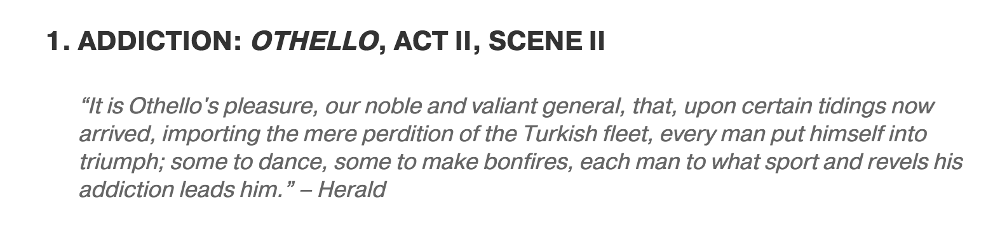 1. ADDICTION: OTHELLO, ACT II, SCENE II
“It is Othello's pleasure, our noble and valiant general, that, upon certain tidings now
arrived, importing the mere perdition of the Turkish fleet, every man put himself into
triumph; some to dance, some to make bonfires, each man to what sport and revels his
addiction leads him.” – Herald